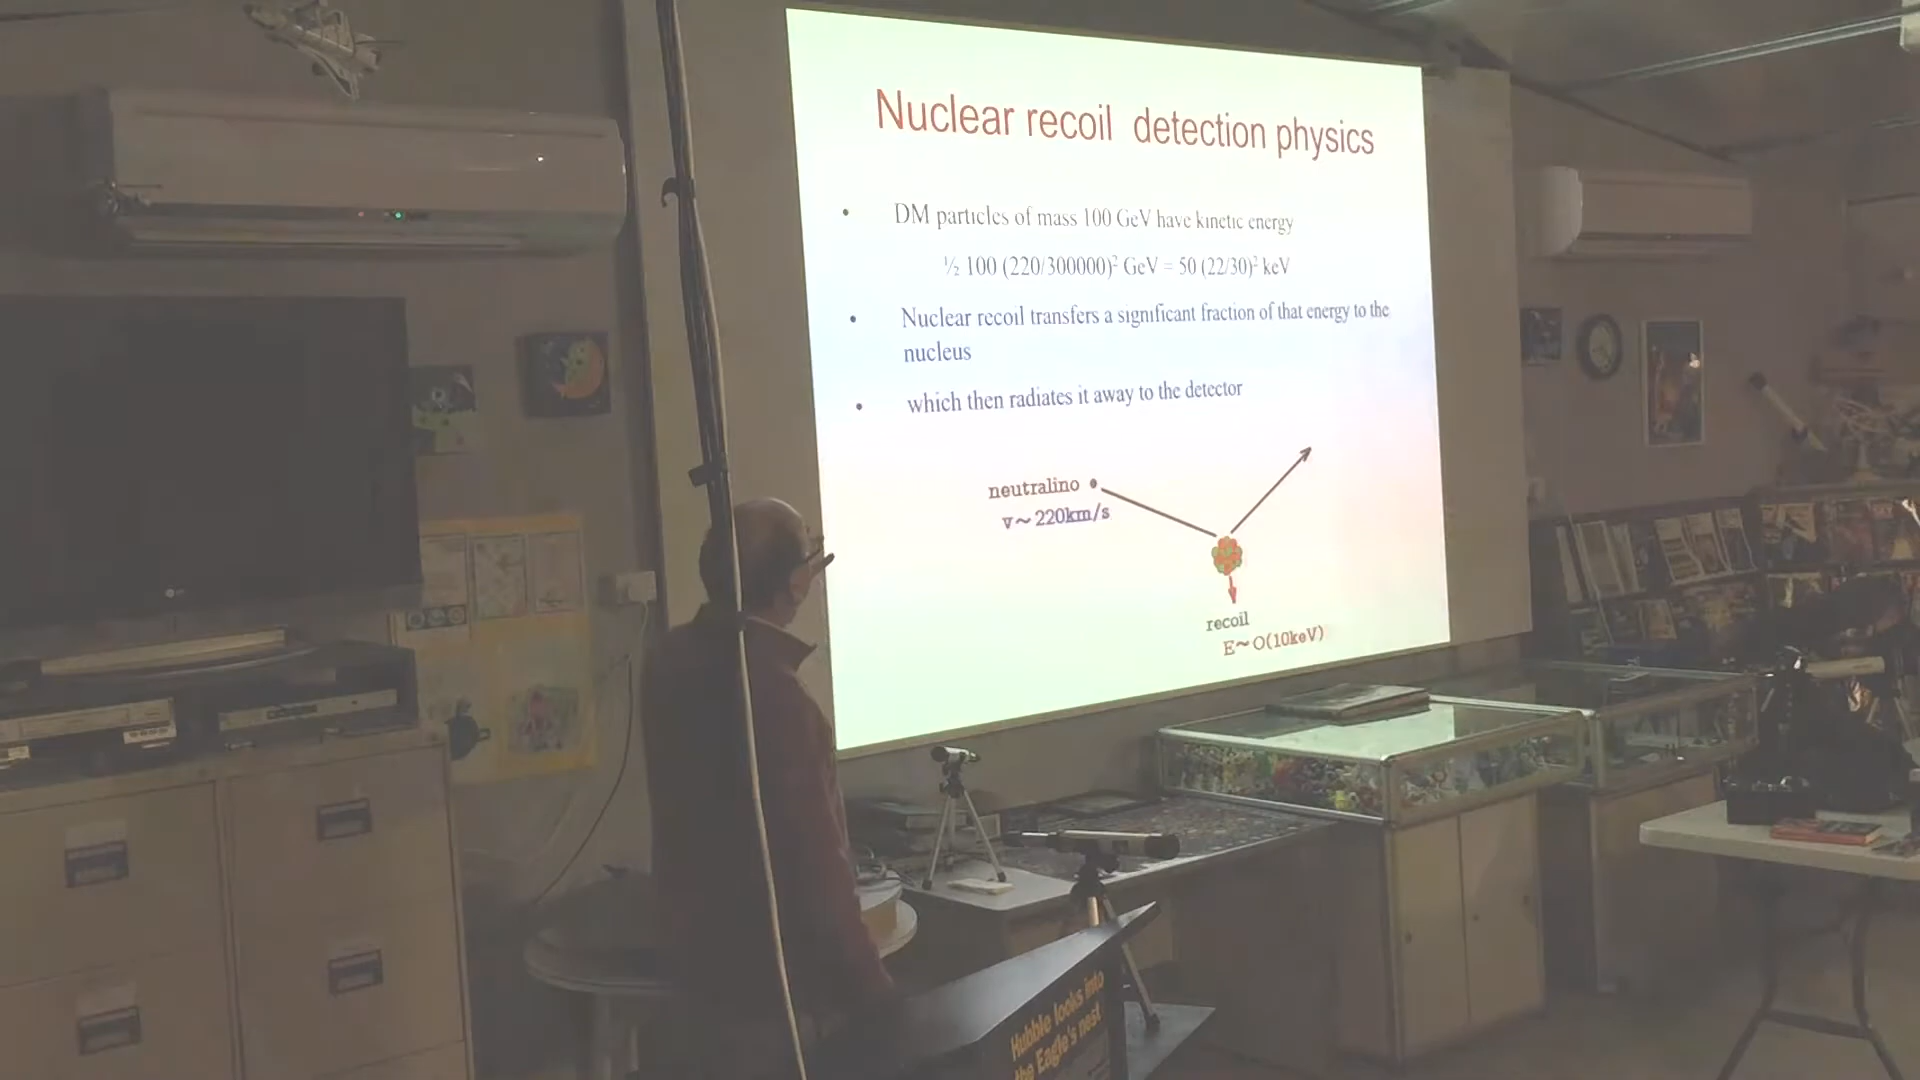 Nuclear recoil detection physics
• DM particles of mass 100 GeV have kinetic energy
½ 100 (220/300000)² GeV = 50 (22/30)² keV
• Nuclear recoil transfers a significant fraction of that energy to the
nucleus
• which then radiates it away to the detector
neutralino
v~220km/s
recoil
E~O(10keV)
Hubble looks into
the Eagle's nest